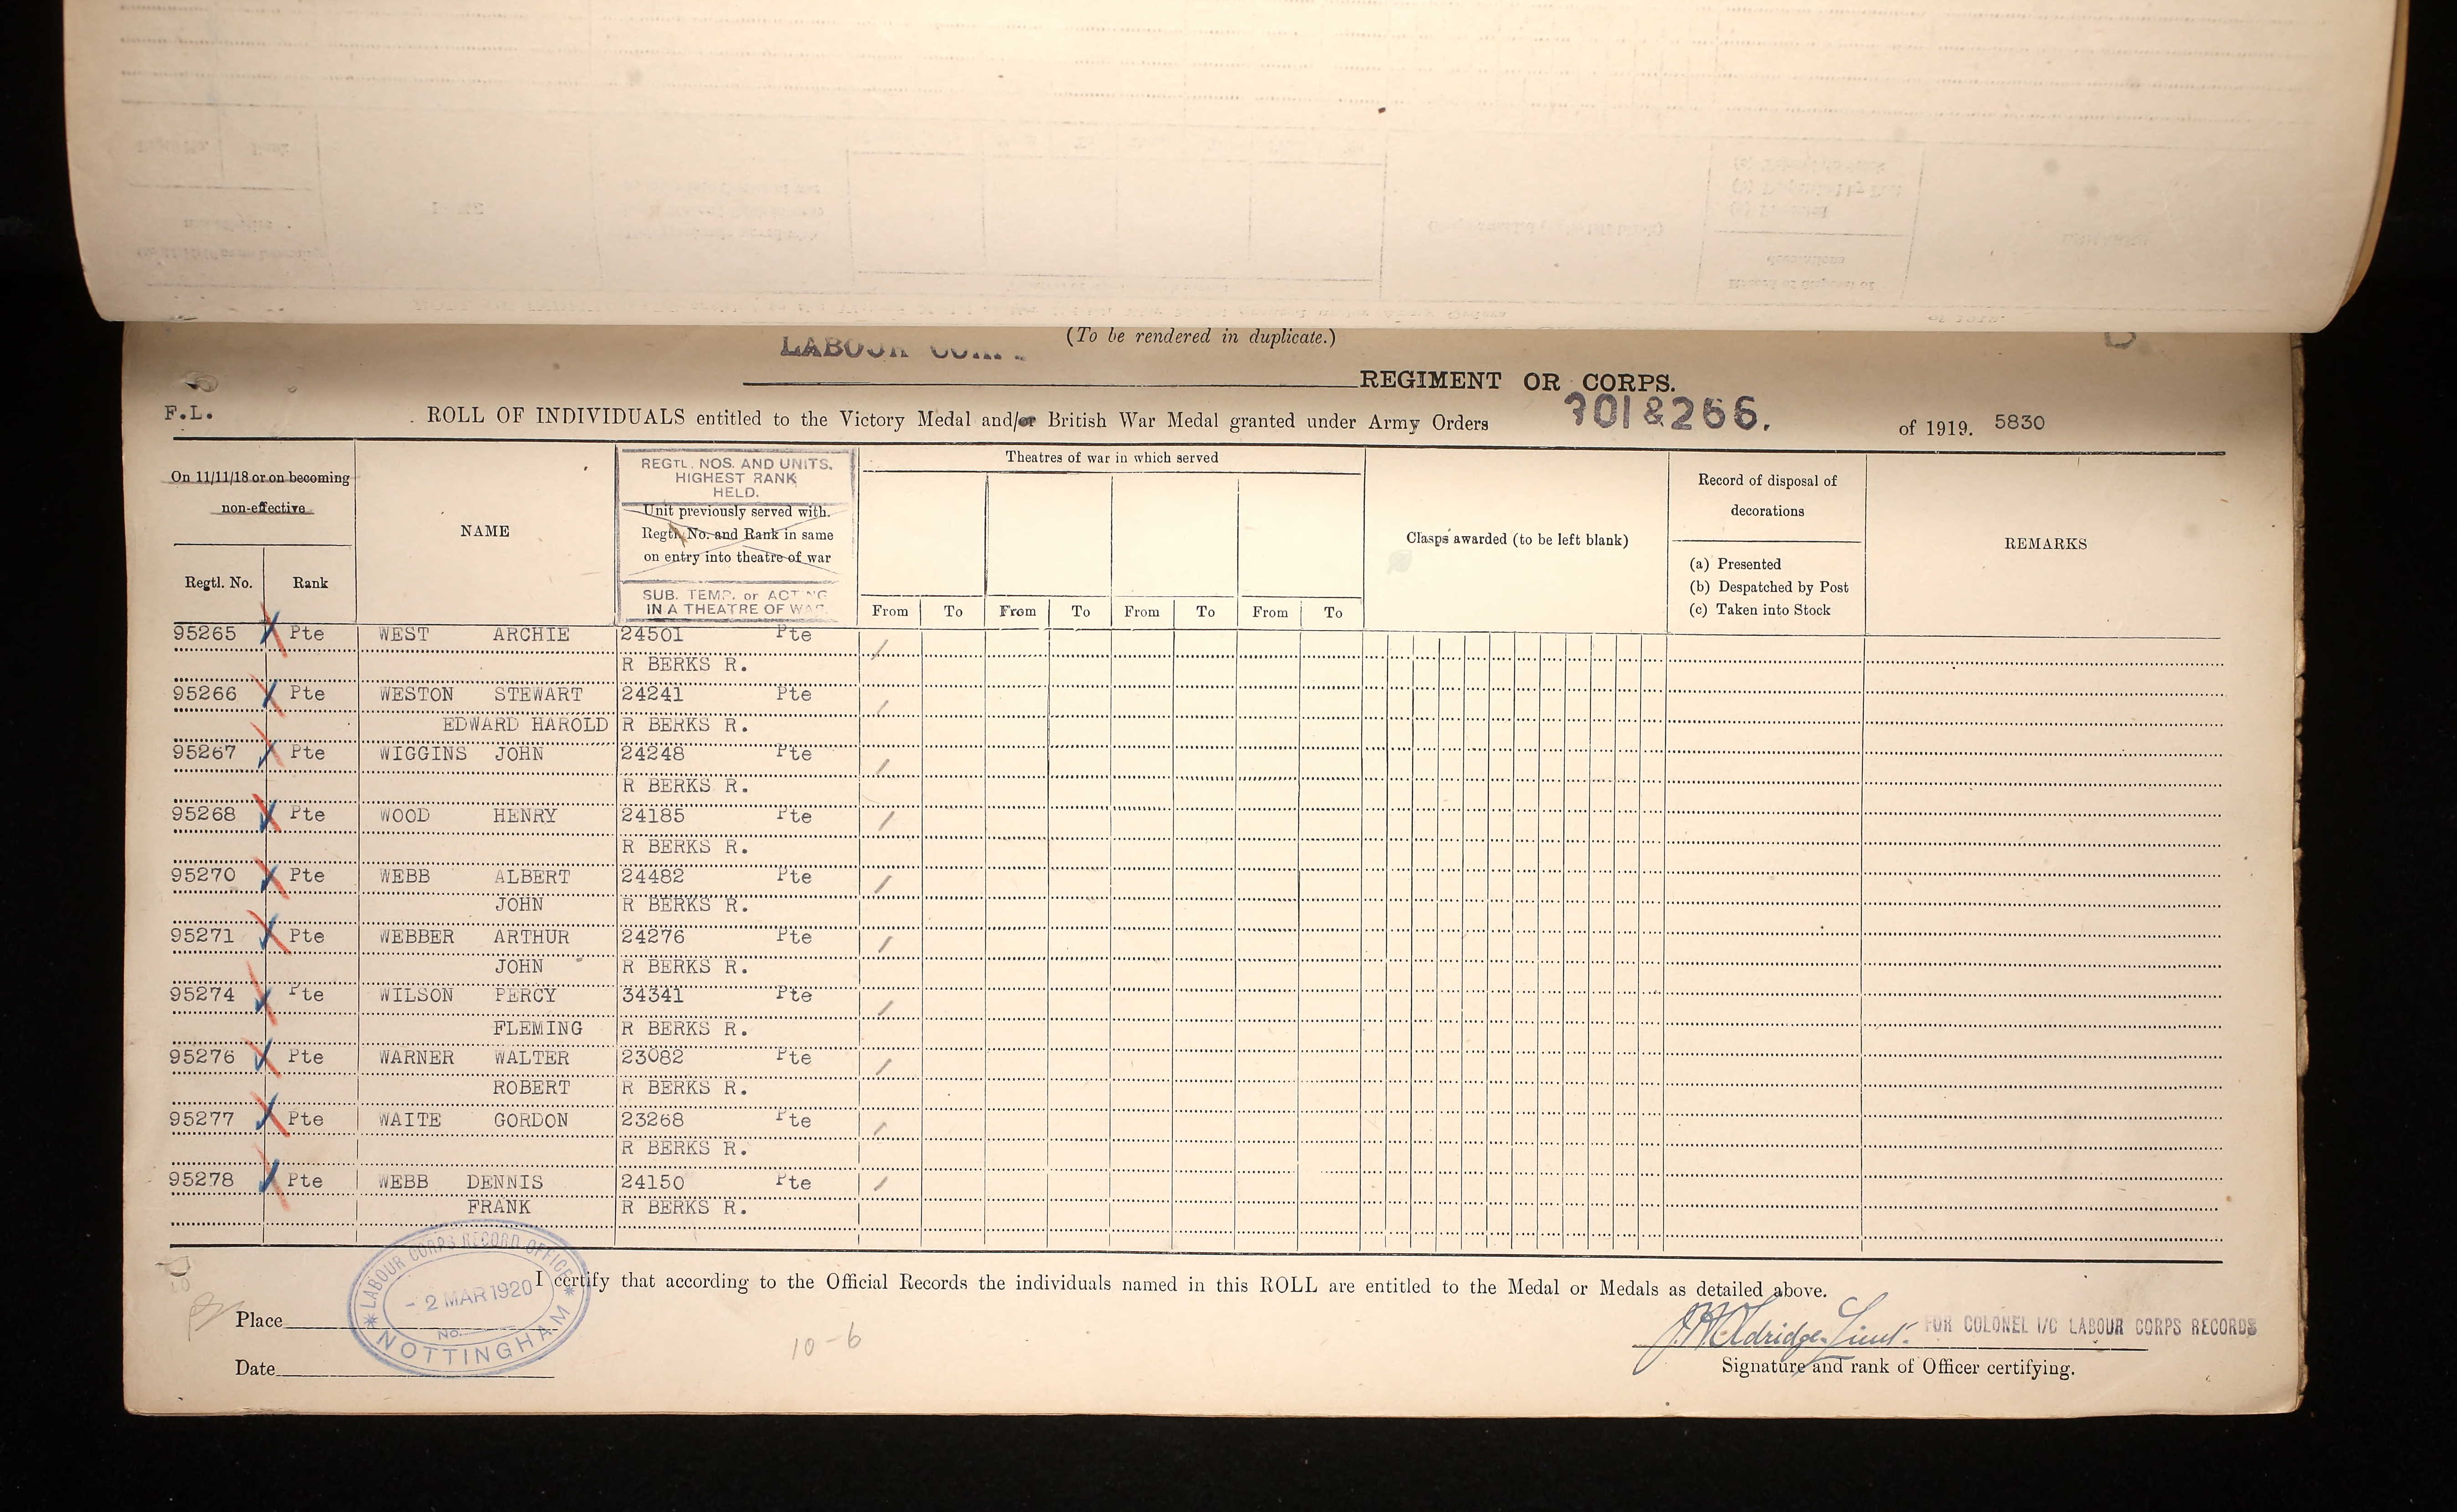 (To be rendered in duplicate.)
LABOUR
REGIMENT OR CORPS.
F.L.
ROLL OF INDIVIDUALS entitled to the Victory Medal and/or British War Medal granted under Army Orders 301 & 266. of 1919. 5830
On 11/11/18 or on becoming
non-effective
Regtl. No. Rank
NAME
REGTL. NOS. AND UNITS.
HIGHEST RANK
HELD.
Unit previously served with.
Regtl. No. and Rank in same
on entry into theatre of war
SUB. TEMP. or ACTING
IN A THEATRE OF WAR.
Theatres of war in which served
From To From To From To From To
Clasps awarded (to be left blank)
Record of disposal of
decorations
(a) Presented
(b) Despatched by Post
(c) Taken into Stock
REMARKS
95265 Pte WEST ARCHIE 24501 Pte
R BERKS R.
95266 Pte WESTON STEWART 24241 Pte
EDWARD HAROLD R BERKS R.
95267 Pte WIGGINS JOHN 24248 Pte
R BERKS R.
95268 Pte WOOD HENRY 24185 Pte
R BERKS R.
95270 Pte WEBB ALBERT 24482 Pte
JOHN R BERKS R.
95271 Pte WEBBER ARTHUR 24276 Pte
JOHN R BERKS R.
95274 Pte WILSON PERCY 34341 Pte
FLEMING R BERKS R.
95276 Pte WARNER WALTER 23082 Pte
ROBERT R BERKS R.
95277 Pte WAITE GORDON 23268 Pte
R BERKS R.
95278 Pte WEBB DENNIS 24150 Pte
FRANK R BERKS R.
I certify that according to the Official Records the individuals named in this ROLL are entitled to the Medal or Medals as detailed above.
LABOUR CORPS RECORD OFFICE
- 2 MAR 1920
No.
NOTTINGHAM
Place
Date
10-6
Aldridge Lieut. FOR COLONEL I/C LABOUR CORPS RECORDS
Signature and rank of Officer certifying.